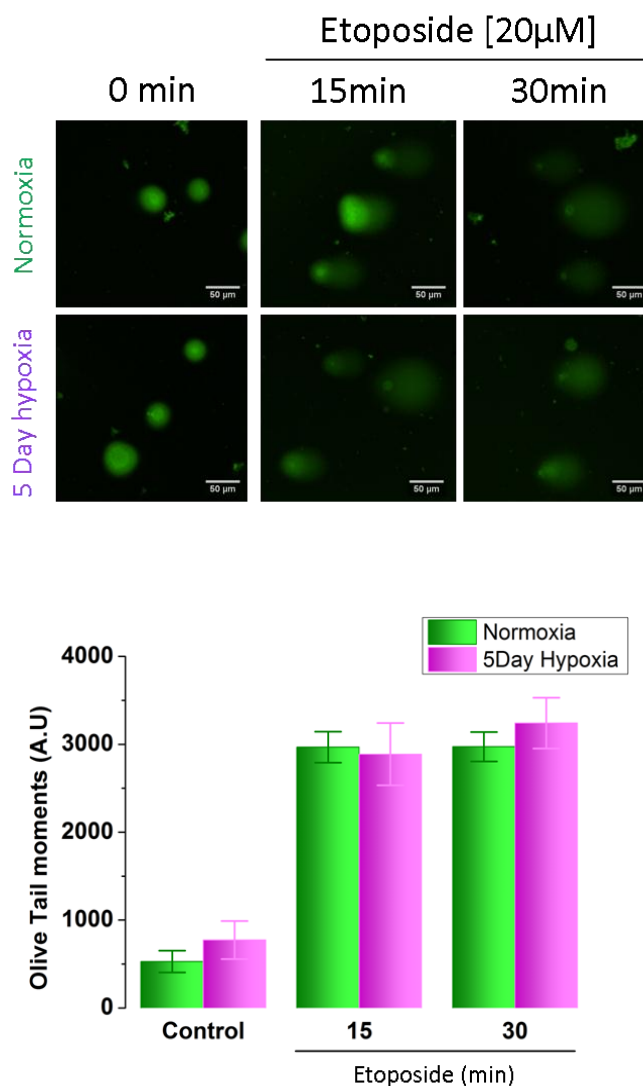 Etoposide [20µM]
0 min 15min 30min
Normoxia
50 µm 50 µm 50 µm
5 Day hypoxia
50 µm 50 µm 50 µm
Normoxia
5Day Hypoxia
Olive Tail moments (A.U)
4000
3000
2000
1000
0
Control 15 30
Etoposide (min)